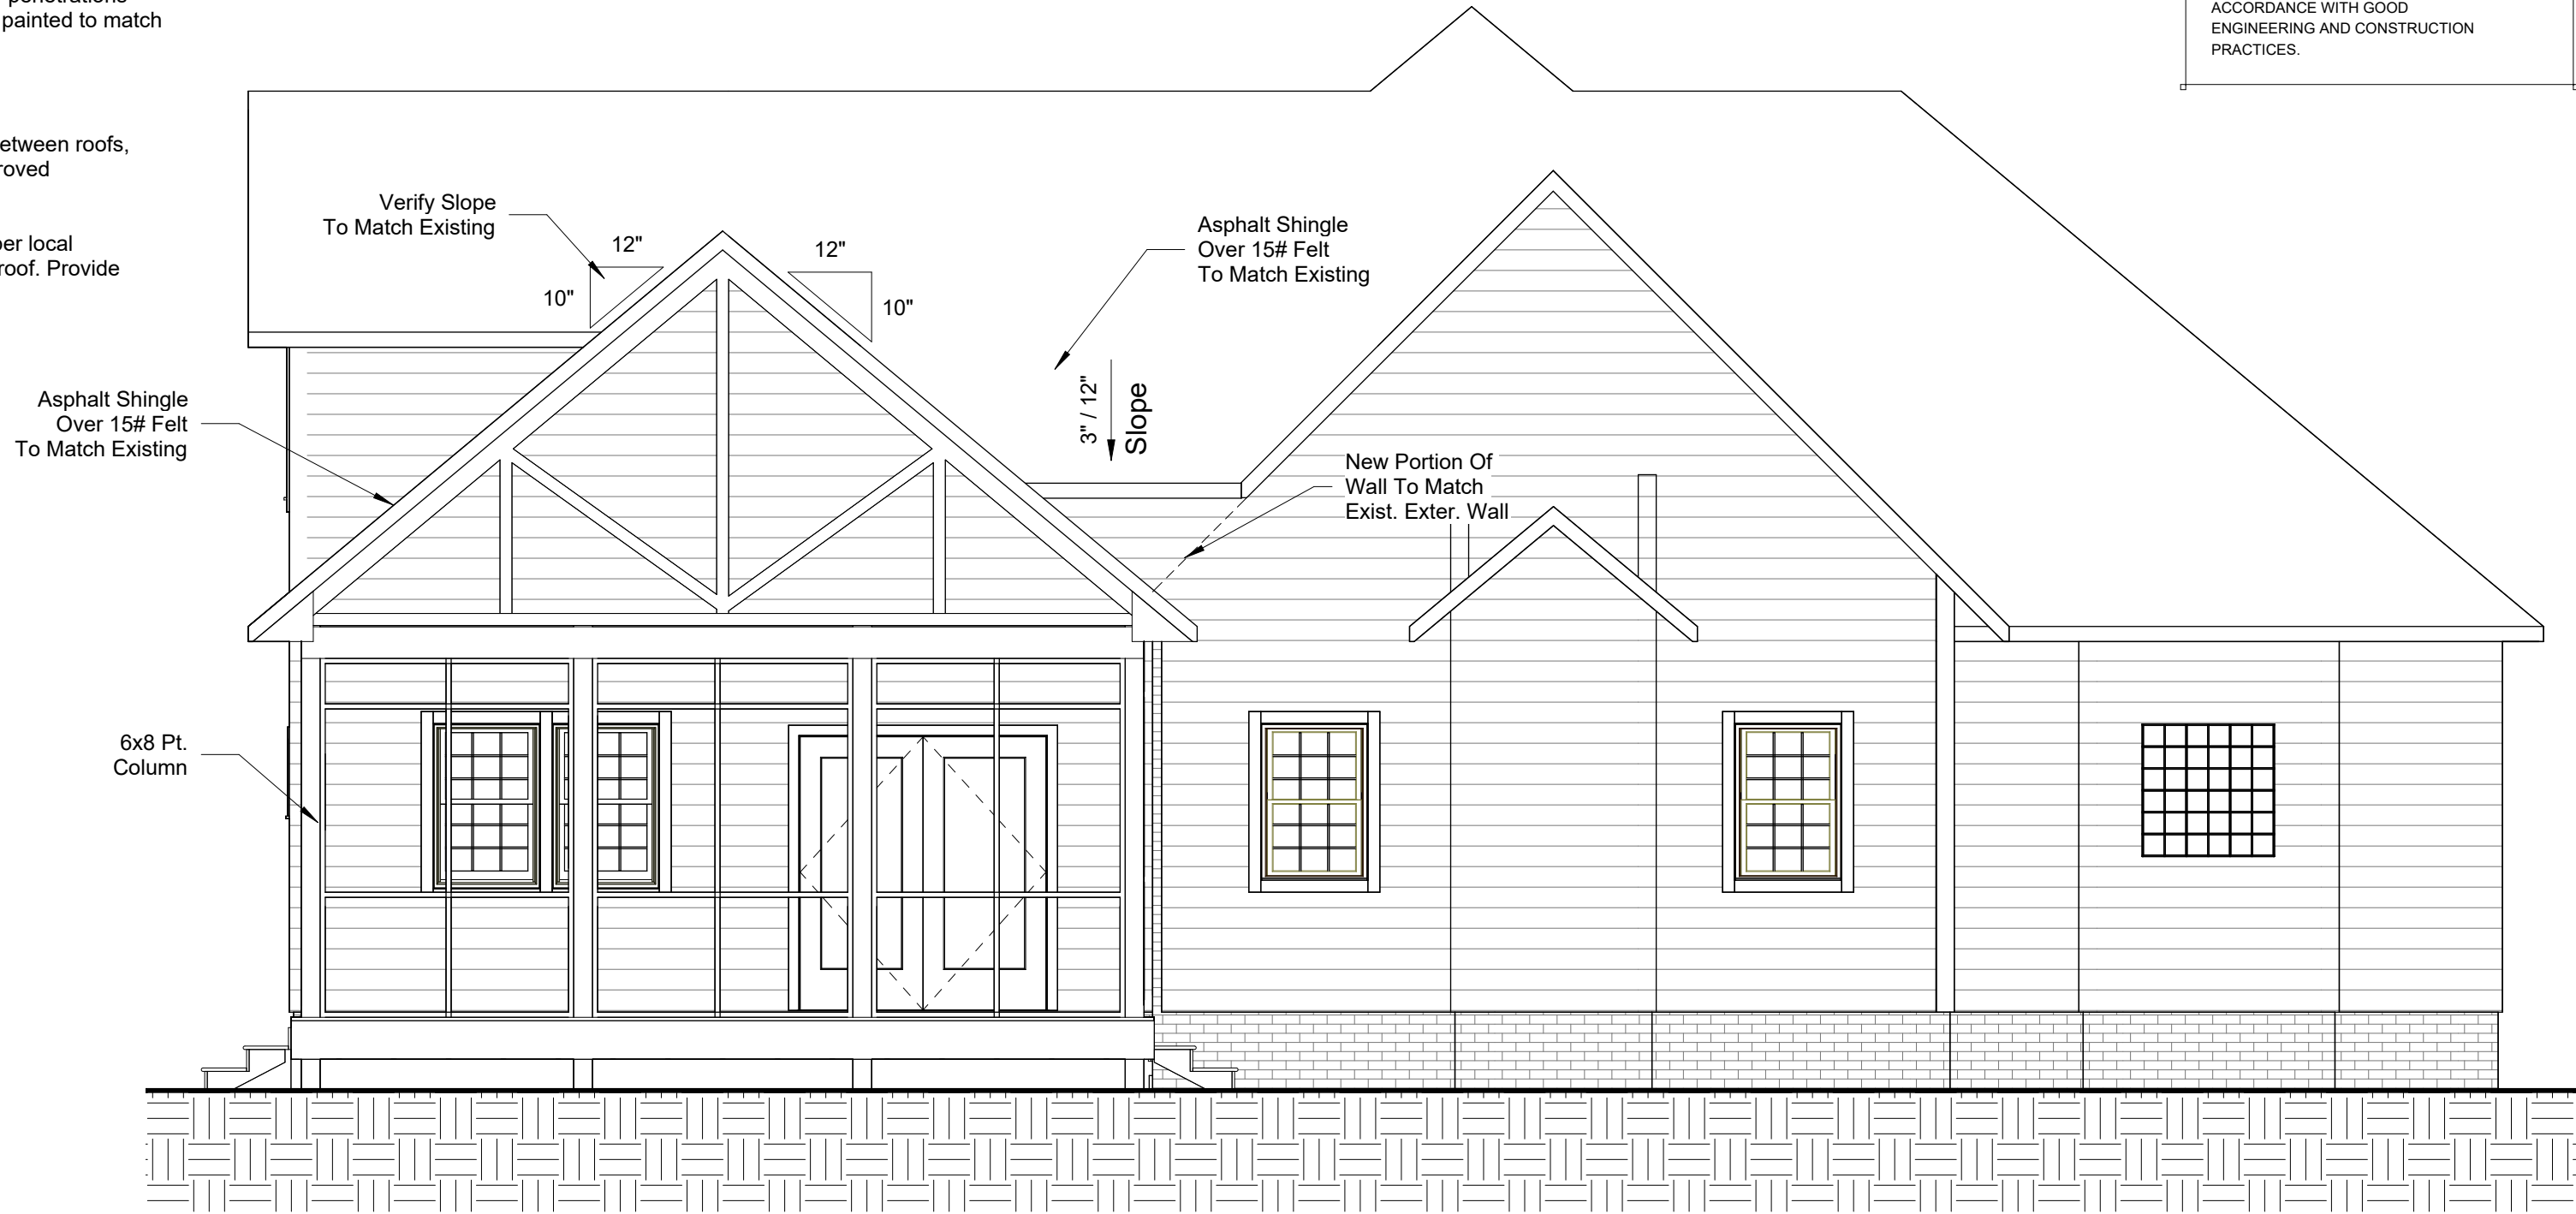 penetrations
painted to match
ACCORDANCE WITH GOOD
ENGINEERING AND CONSTRUCTION
PRACTICES.
etween roofs,
roved
per local
roof. Provide
Verify Slope
To Match Existing
12"
10"
12"
10"
Asphalt Shingle
Over 15# Felt
To Match Existing
3" / 12"
Slope
Asphalt Shingle
Over 15# Felt
To Match Existing
New Portion Of
Wall To Match
Exist. Exter. Wall
6x8 Pt.
Column